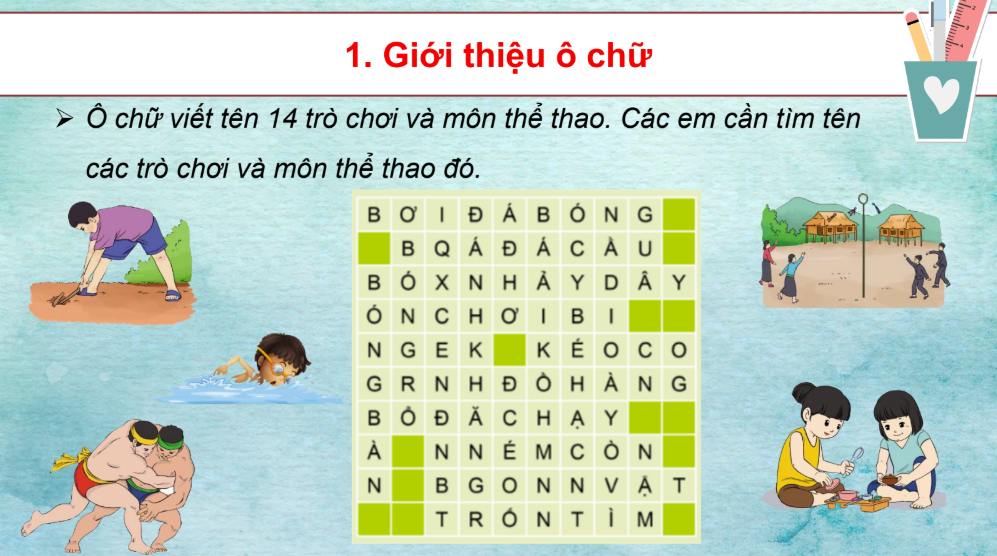 1. Giới thiệu ô chữ
➢ Ô chữ viết tên 14 trò chơi và môn thể thao. Các em cần tìm tên
các trò chơi và môn thể thao đó.
B Ơ I Đ Á B Ó N G
B Q Á Đ Á C À U
B Ó X N H Ả Y D Â Y
Ó N C H Ơ I B I
N G E K K É O C O
G R N H Đ Ồ H À N G
B Ổ Đ Ă C H Ạ Y
À N N É M C Ò N
N B G O N N V Ậ T
T R Ố N T Ì M